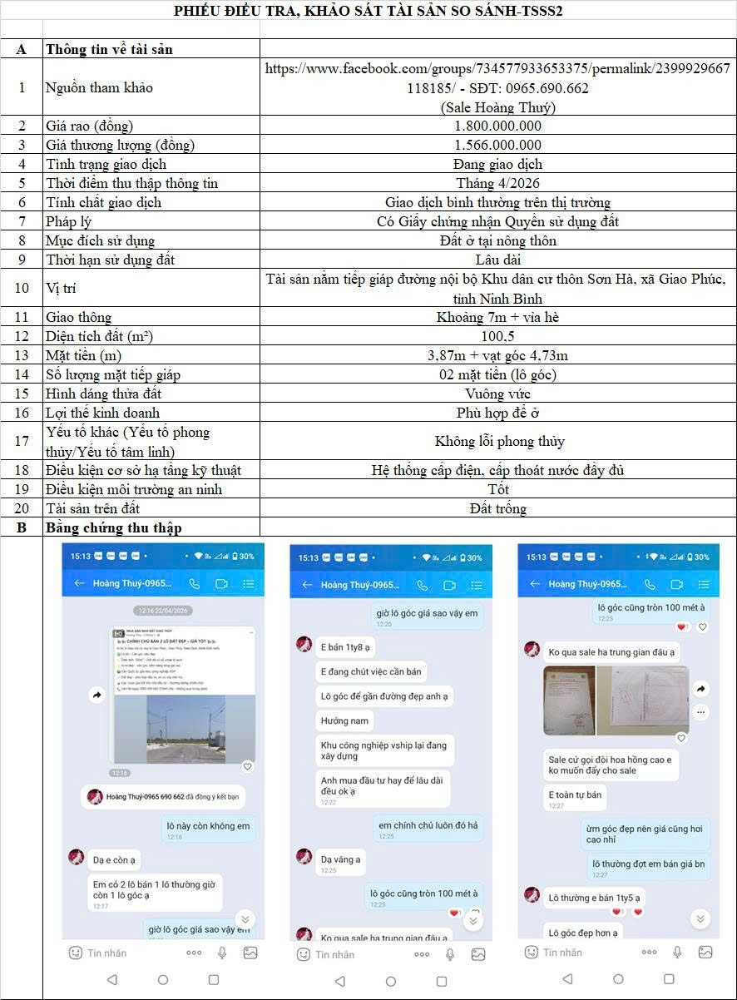 PHIẾU ĐIỀU TRA, KHẢO SÁT TÀI SẢN SO SÁNH-TSSS2
A Thông tin về tài sản
1 Nguồn tham khảo https://www.facebook.com/groups/734577933653375/permalink/2399929667
118185/ - SĐT: 0965.690.662
(Sale Hoàng Thuý)
2 Giá rao (đồng) 1.800.000.000
3 Giá thương lượng (đồng) 1.566.000.000
4 Tình trạng giao dịch Đang giao dịch
5 Thời điểm thu thập thông tin Tháng 4/2026
6 Tính chất giao dịch Giao dịch bình thường trên thị trường
7 Pháp lý Có Giấy chứng nhận Quyền sử dụng đất
8 Mục đích sử dụng Đất ở tại nông thôn
9 Thời hạn sử dụng đất Lâu dài
10 Vị trí Tài sản nằm tiếp giáp đường nội bộ Khu dân cư thôn Sơn Hà, xã Giao Phúc,
tỉnh Ninh Bình
11 Giao thông Khoảng 7m + vỉa hè
12 Diện tích đất (m²) 100,5
13 Mặt tiền (m) 3,87m + vạt góc 4,73m
14 Số lượng mặt tiếp giáp 02 mặt tiền (lô góc)
15 Hình dáng thửa đất Vuông vức
16 Lợi thế kinh doanh Phù hợp để ở
17 Yếu tố khác (Yếu tố phong
thủy/Yếu tố tâm linh) Không lỗi phong thủy
18 Điều kiện cơ sở hạ tầng kỹ thuật Hệ thống cấp điện, cấp thoát nước đầy đủ
19 Điều kiện môi trường an ninh Tốt
20 Tài sản trên đất Đất trống
B Bằng chứng thu thập
15:13 30%
Hoàng Thuý-0965...
12:16 22/04/2026
MUA BÁN NHÀ ĐẤT GIAO THỦY
CHÍNH CHỦ BÁN 2 LÔ ĐẤT ĐẸP – GIÁ TỐT
12:16
Hoàng Thuý-0965 690 662 đã đồng ý kết bạn
lô này còn không em
12:16
Dạ e còn ạ
Em có 2 lô bán 1 lô thường giờ
còn 1 lô góc ạ
12:17
giờ lô góc giá sao vậy em
Tin nhắn
15:13 30%
Hoàng Thuý-0965...
giờ lô góc giá sao vậy em
12:20
E bán 1ty8 ạ
E đang chút việc cần bán
Lô góc để gần đường đẹp anh ạ
Hướng nam
Khu công nghiệp vship lại đang
xây dựng
Anh mua đầu tư hay để lâu dài
đều ok ạ
12:22
em chính chủ luôn đó hả
12:25
Dạ vâng a
12:25
lô góc cũng tròn 100 mét à
12:25
1
Ko qua sale hạ trung gian đâu ạ
Tin nhắn
15:13 30%
Hoàng Thuý-0965...
lô góc cũng tròn 100 mét à
12:25
1
Ko qua sale hạ trung gian đâu ạ
Sale cứ gọi đòi hoa hồng cao e
ko muốn đẩy cho sale
E toàn tự bán
12:27
ừm góc đẹp nên giá cũng hơi
cao nhỉ
lô thường đợt em bán giá bn
12:27
Lô thường e bán 1ty5 ạ
1
Lô góc đẹp hơn ạ
Tin nhắn